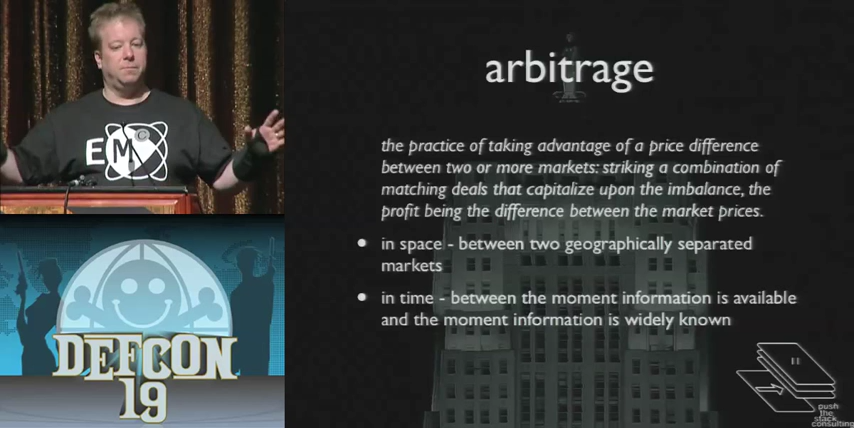 EMC
arbitrage
the practice of taking advantage of a price difference
between two or more markets: striking a combination of
matching deals that capitalize upon the imbalance, the
profit being the difference between the market prices.
• in space - between two geographically separated
markets
• in time - between the moment information is available
and the moment information is widely known
DEFCON
19
push
the
stack
consulting